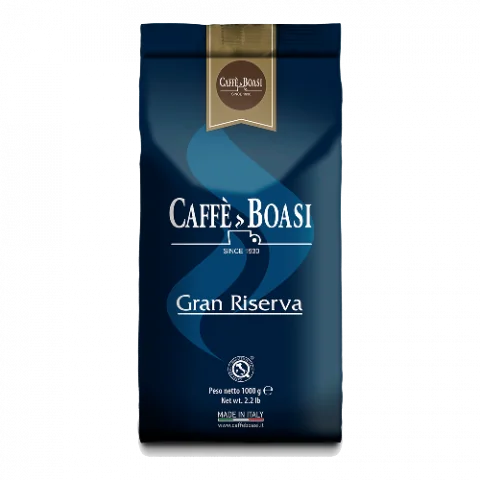 CAFFÈ BOASI
CAFFÈ BOASI
SINCE 1930
Gran Riserva
Peso netto 1000 g ℮
Net wt. 2.2 lb
MADE IN ITALY
www.caffeboasi.it